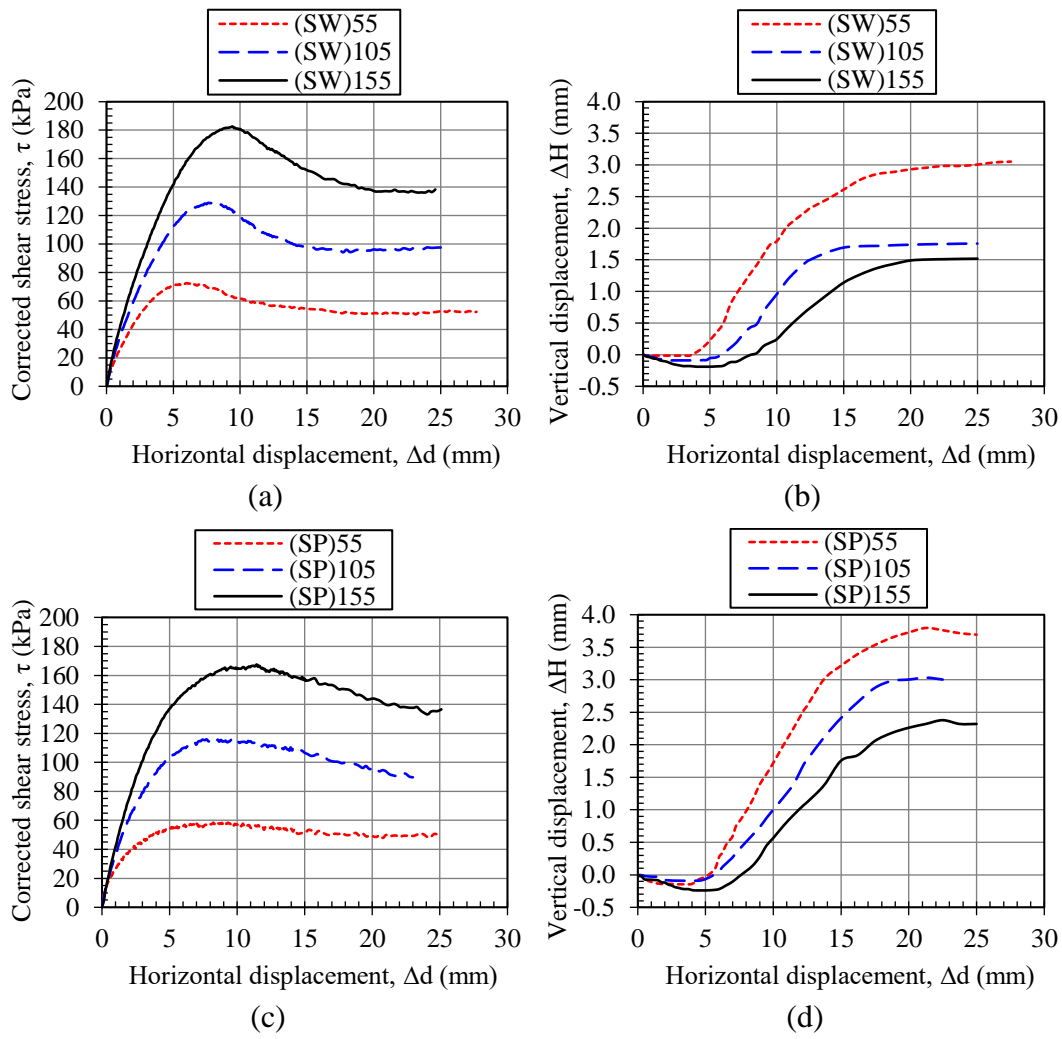 (SW)55
(SW)105
(SW)155
Corrected shear stress, τ (kPa)
200
180
160
140
120
100
80
60
40
20
0
0 5 10 15 20 25 30
Horizontal displacement, Δd (mm)
(a)
(SW)55
(SW)105
(SW)155
Vertical displacement, ΔH (mm)
4.0
3.5
3.0
2.5
2.0
1.5
1.0
0.5
0.0
-0.5
0 5 10 15 20 25 30
Horizontal displacement, Δd (mm)
(b)
(SP)55
(SP)105
(SP)155
Corrected shear stress, τ (kPa)
200
180
160
140
120
100
80
60
40
20
0
0 5 10 15 20 25 30
Horizontal displacement, Δd (mm)
(c)
(SP)55
(SP)105
(SP)155
Vertical displacement, ΔH (mm)
4.0
3.5
3.0
2.5
2.0
1.5
1.0
0.5
0.0
-0.5
0 5 10 15 20 25 30
Horizontal displacement, Δd (mm)
(d)